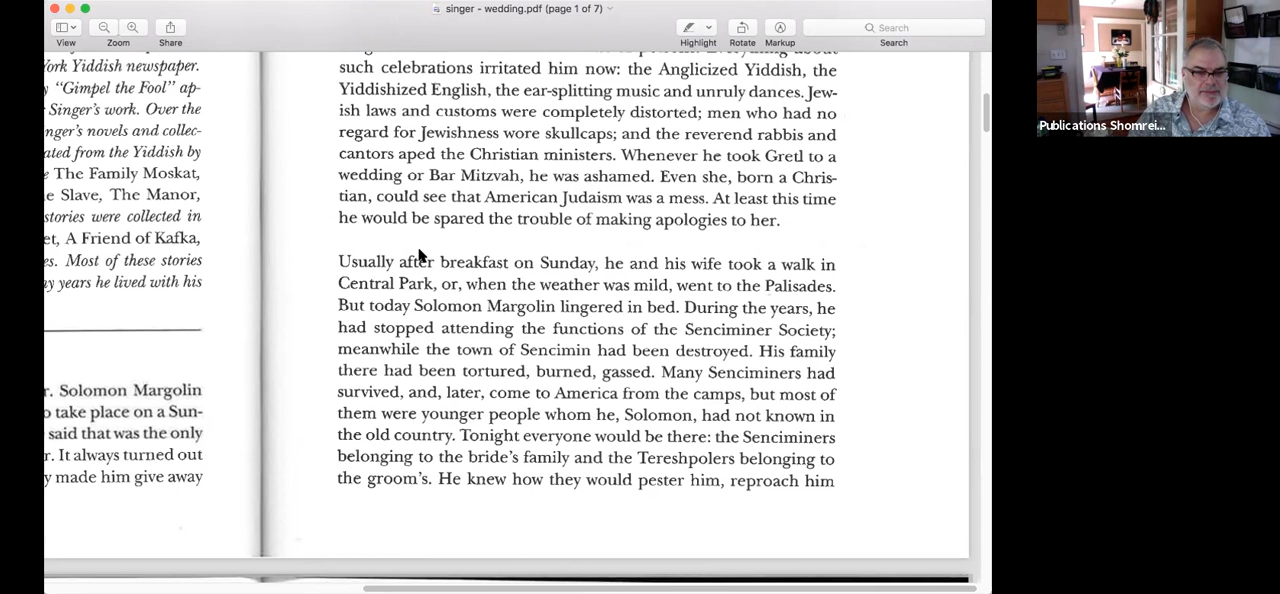 singer - wedding.pdf (page 1 of 7)
View
Zoom
Share
Highlight
Rotate
Markup
Search
Search
York Yiddish newspaper.
“Gimpel the Fool” ap-
Singer’s work. Over the
nger’s novels and collec-
ated from the Yiddish by
The Family Moskat,
e Slave, The Manor,
stories were collected in
et, A Friend of Kafka,
es. Most of these stories
ny years he lived with his
r. Solomon Margolin
o take place on a Sun-
said that was the only
r. It always turned out
y made him give away
such celebrations irritated him now: the Anglicized Yiddish, the
Yiddishized English, the ear-splitting music and unruly dances. Jew-
ish laws and customs were completely distorted; men who had no
regard for Jewishness wore skullcaps; and the reverend rabbis and
cantors aped the Christian ministers. Whenever he took Gretl to a
wedding or Bar Mitzvah, he was ashamed. Even she, born a Chris-
tian, could see that American Judaism was a mess. At least this time
he would be spared the trouble of making apologies to her.
Usually after breakfast on Sunday, he and his wife took a walk in
Central Park, or, when the weather was mild, went to the Palisades.
But today Solomon Margolin lingered in bed. During the years, he
had stopped attending the functions of the Senciminer Society;
meanwhile the town of Sencimin had been destroyed. His family
there had been tortured, burned, gassed. Many Senciminers had
survived, and, later, come to America from the camps, but most of
them were younger people whom he, Solomon, had not known in
the old country. Tonight everyone would be there: the Senciminers
belonging to the bride’s family and the Tereshpolers belonging to
the groom’s. He knew how they would pester him, reproach him
Publications Shomrei...